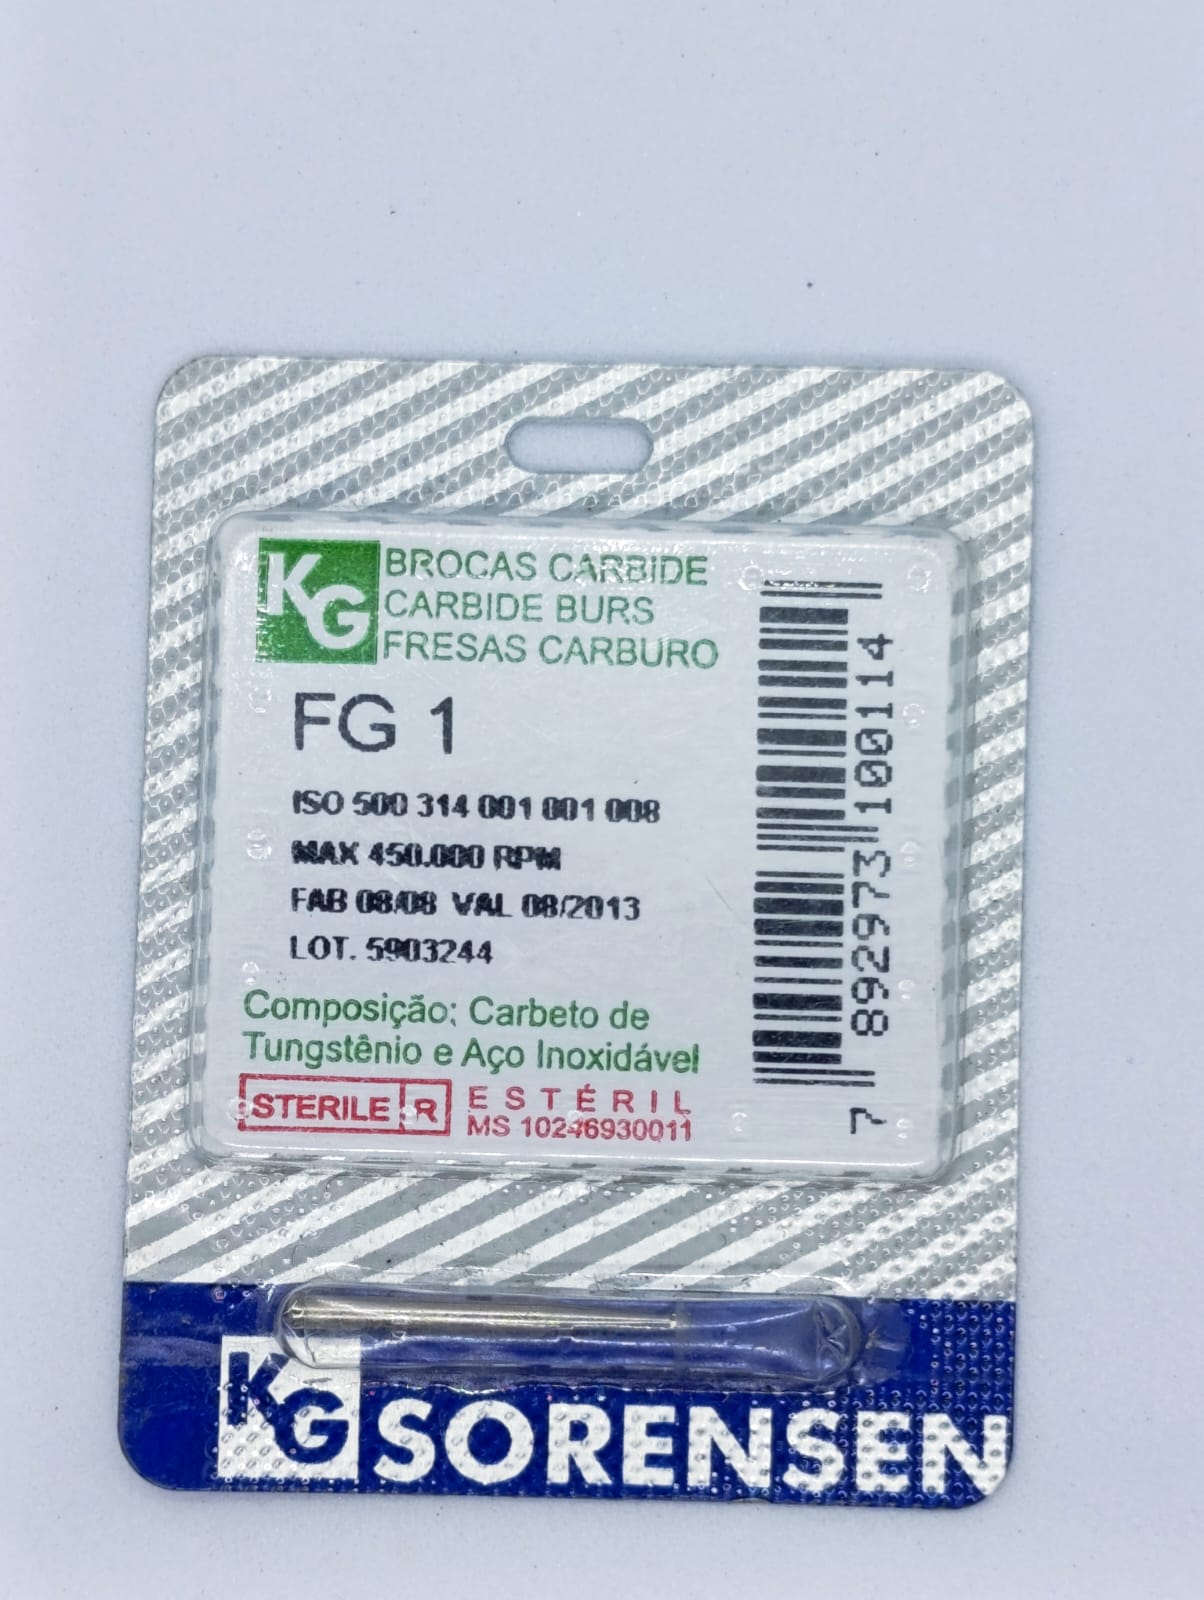 KG
BROCAS CARBIDE
CARBIDE BURS
FRESAS CARBURO
FG 1
ISO 500 314 001 001 008
MAX 450.000 RPM
FAB 08/08 VAL 08/2013
LOT. 5903244
Composição: Carbeto de
Tungstênio e Aço Inoxidável
STERILE R
ESTÉRIL
MS 10246930011
7 892973 100114
KG SORENSEN